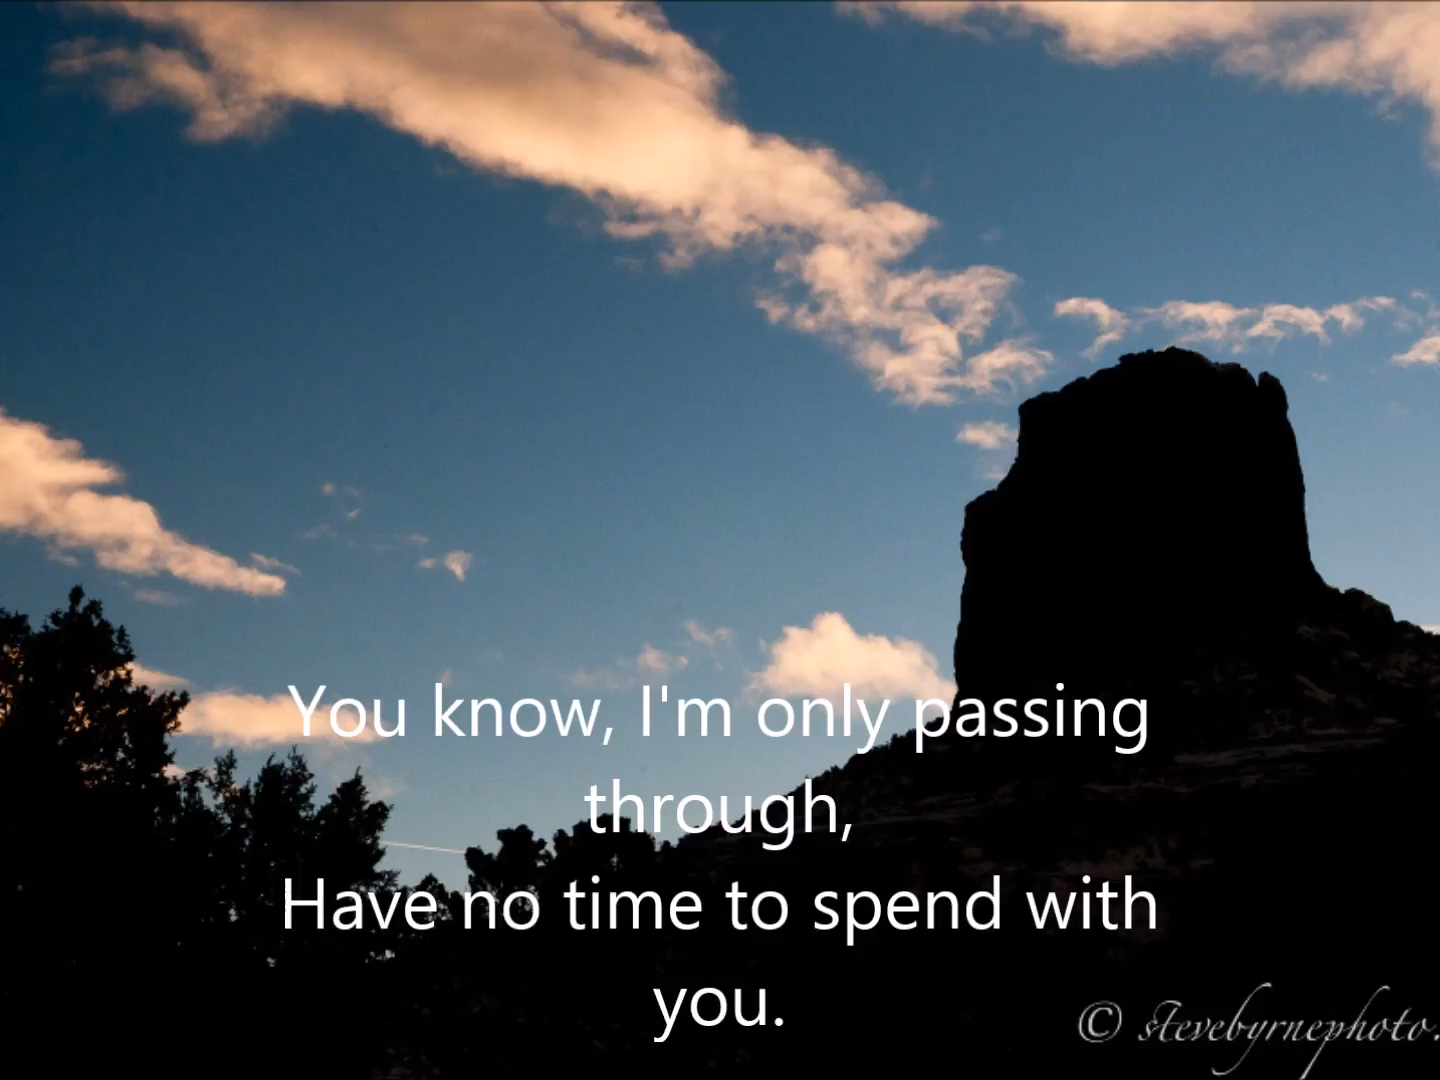 You know, I'm only passing
through,
Have no time to spend with
you.
© stevebyrnephoto.